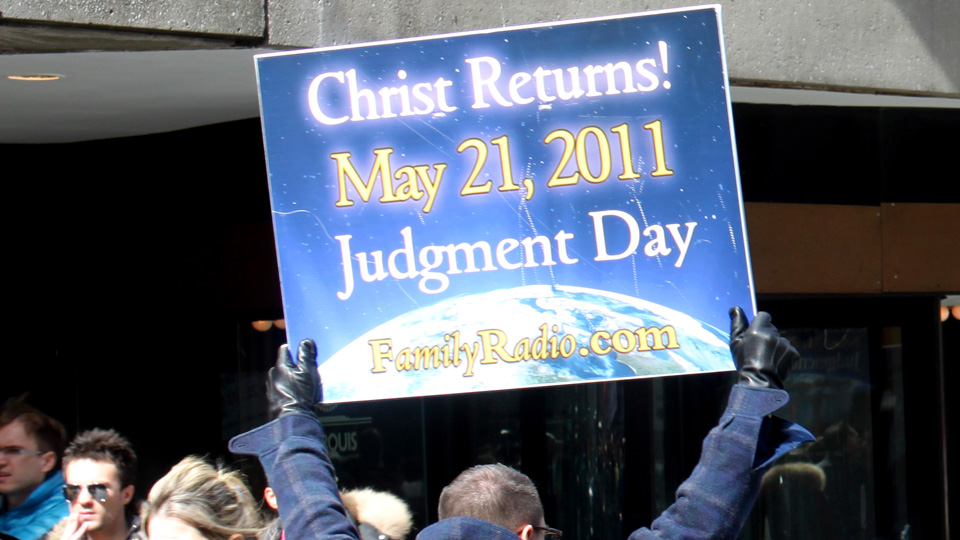 Christ Returns!
May 21, 2011
Judgment Day
FamilyRadio.com